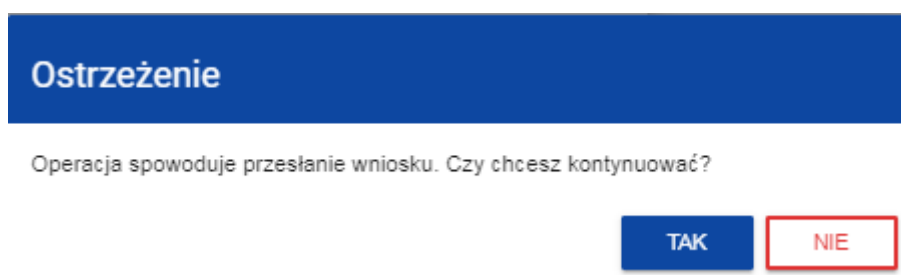 Ostrzeżenie
Operacja spowoduje przesłanie wniosku. Czy chcesz kontynuować?
TAK NIE